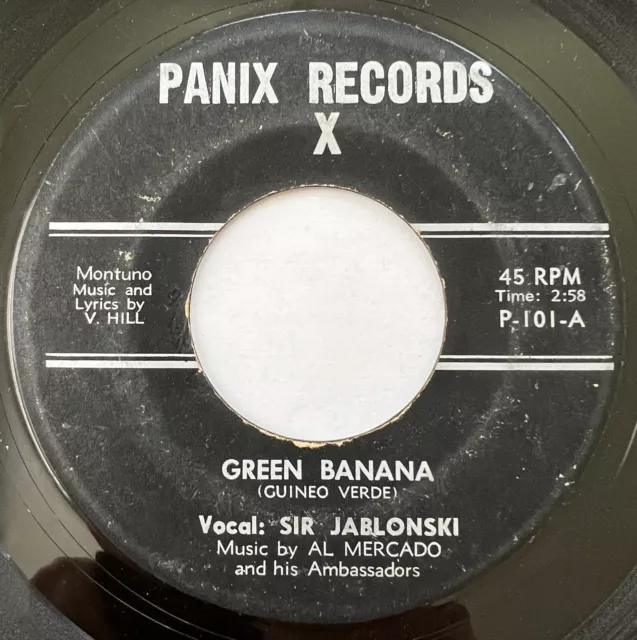 PANIX RECORDS
X
Montuno
Music and
Lyrics by
V. HILL
45 RPM
Time: 2:58
P-101-A
GREEN BANANA
(GUINEO VERDE)
Vocal: SIR JABLONSKI
Music by AL MERCADO
and his Ambassadors